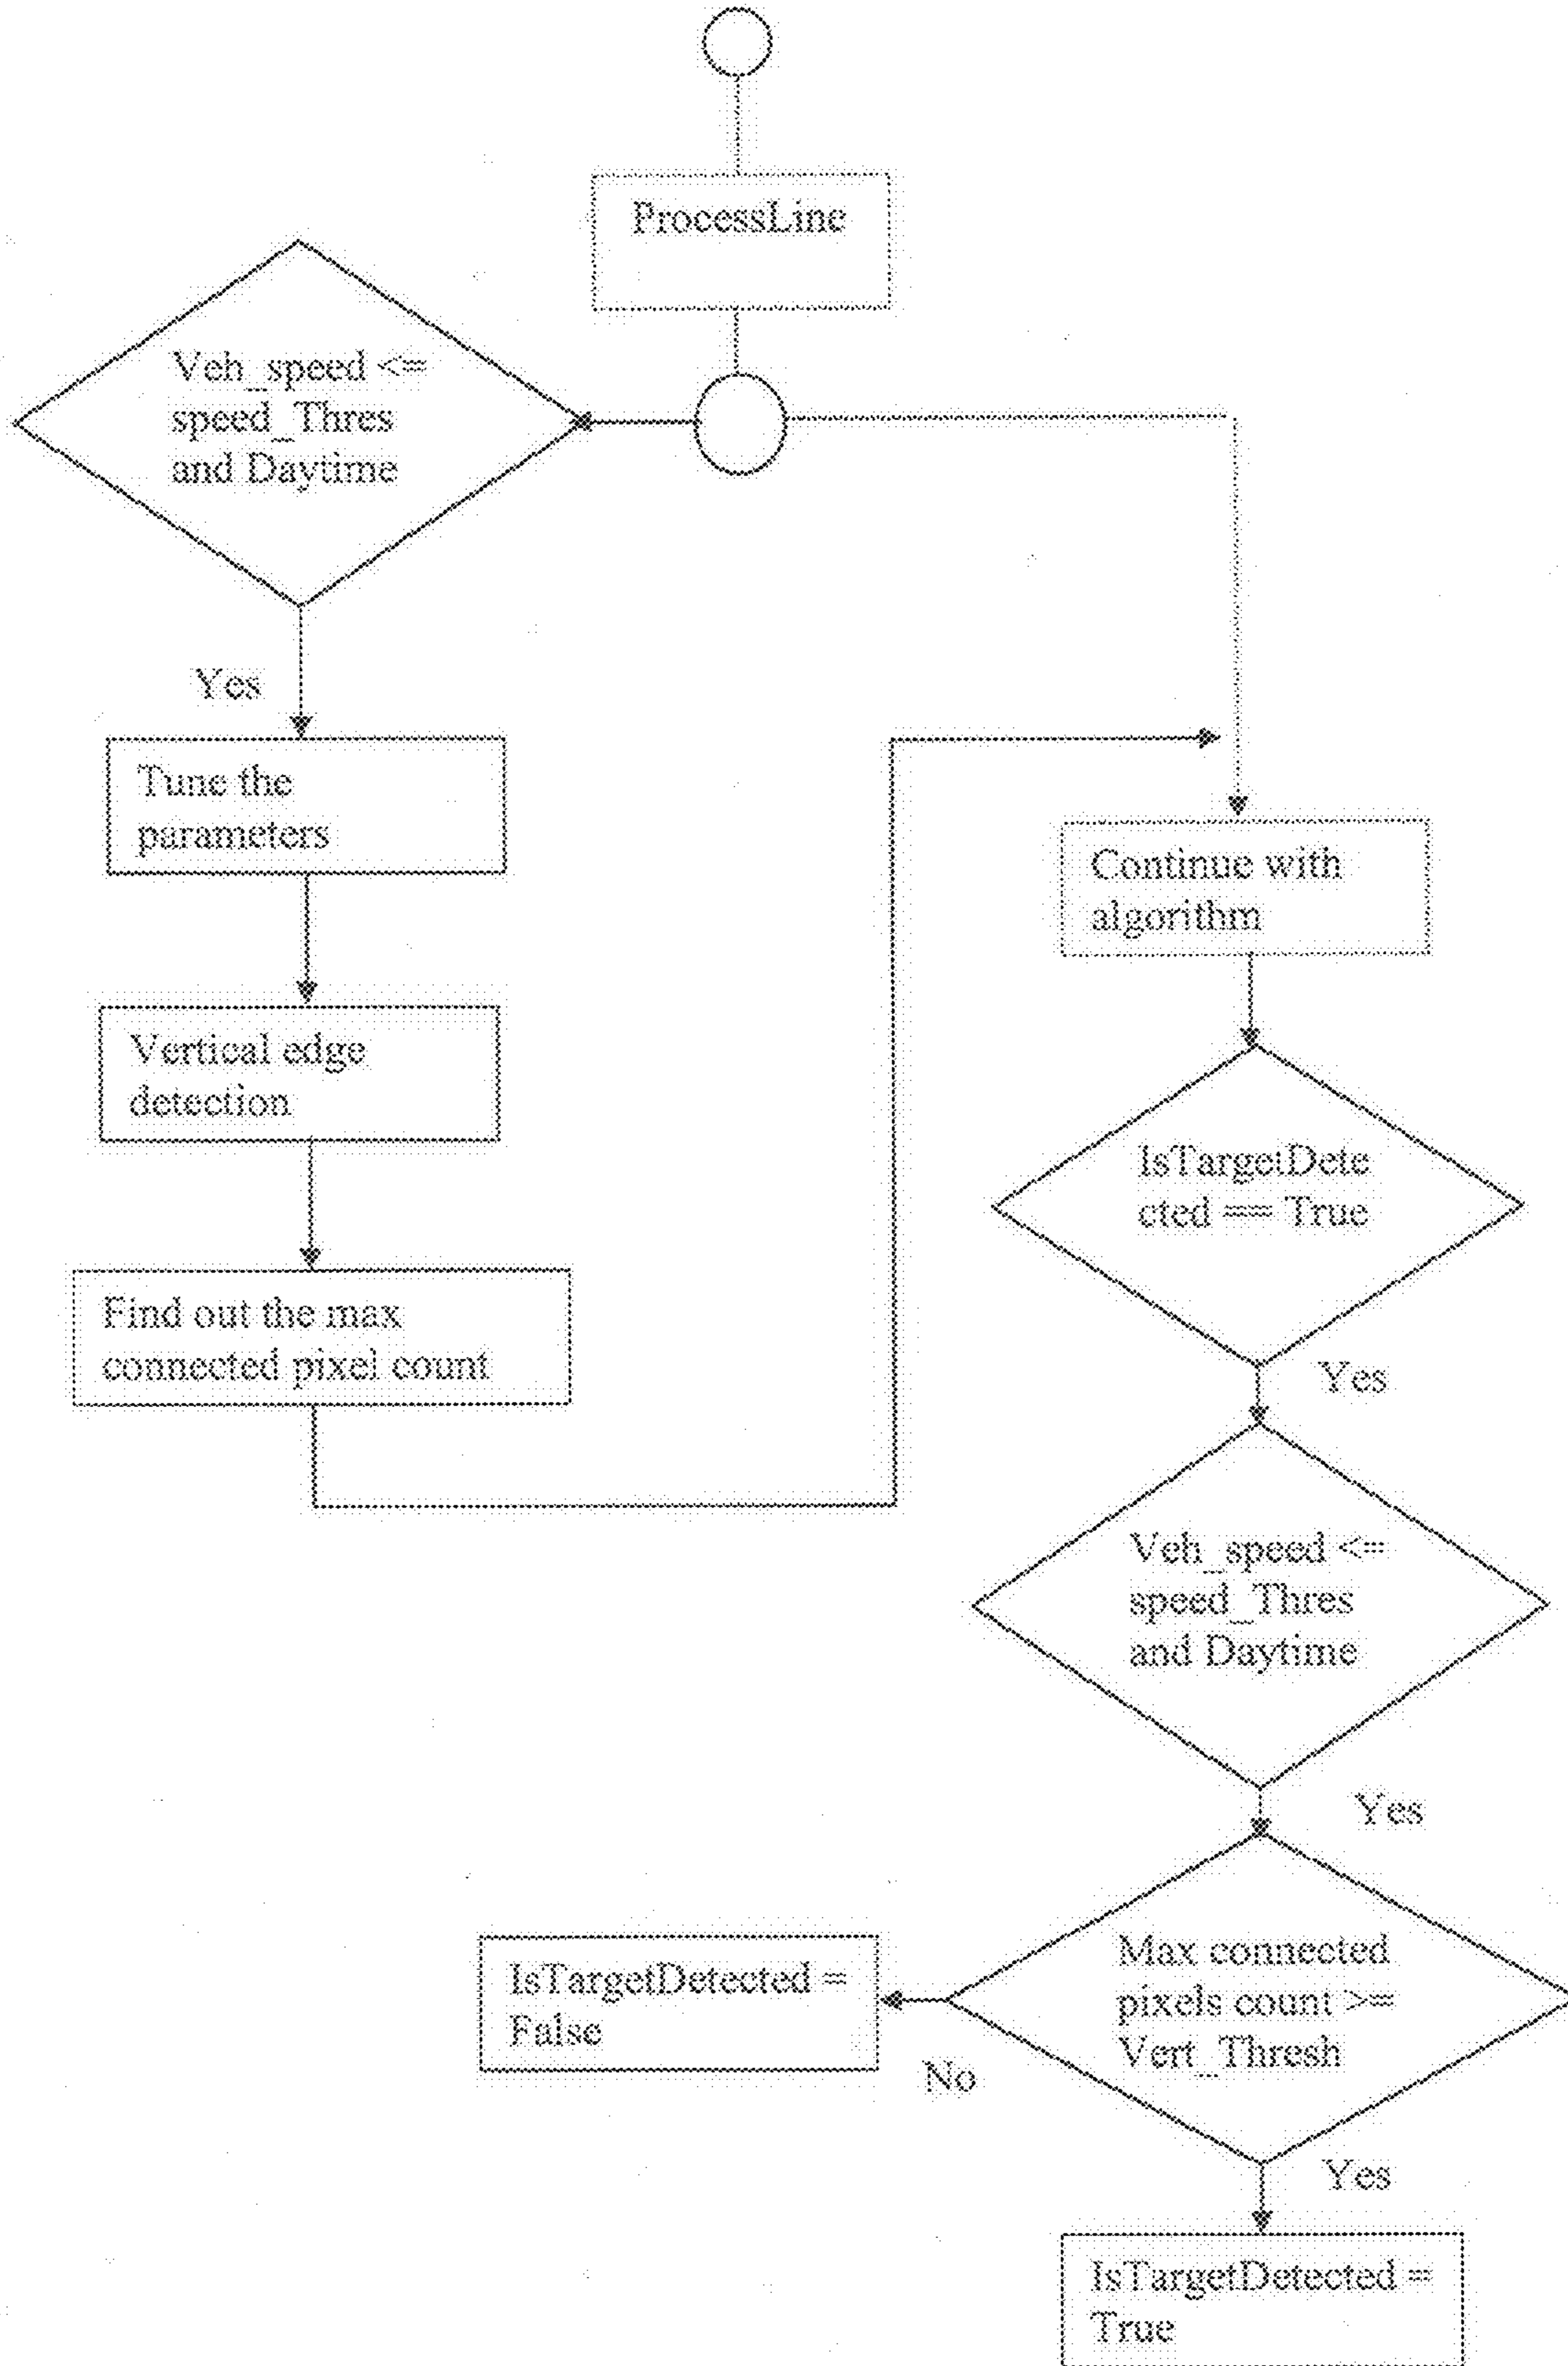 ProcessLine
Veh_speed <=
speed_Thres
and Daytime
Yes
Tune the
parameters
Vertical edge
detection
Find out the max
connected pixel count
Continue with
algorithm
IsTargetDete
cted == True
Yes
Veh_speed <=
speed_Thres
and Daytime
Yes
Max connected
pixels count >=
Vert_Thresh
No
IsTargetDetected =
False
Yes
IsTargetDetected =
True